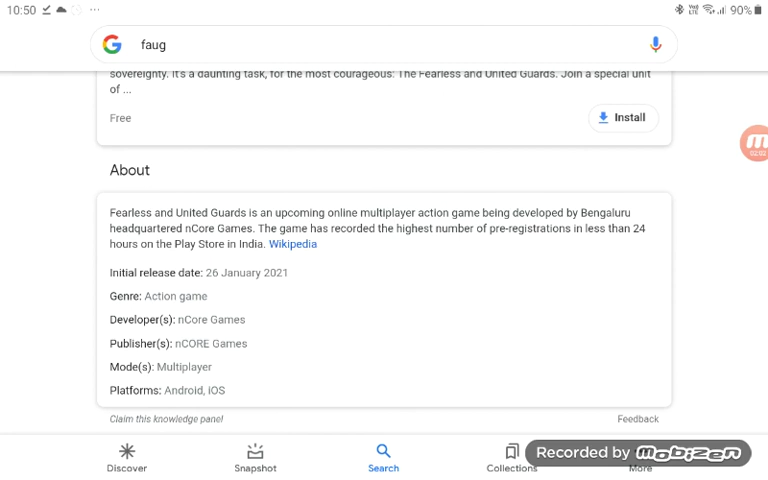 10:50
90%
faug
sovereignty. It's a daunting task, for the most courageous: The Fearless and United Guards. Join a special unit
of ...
Free
Install
About
Fearless and United Guards is an upcoming online multiplayer action game being developed by Bengaluru
headquartered nCore Games. The game has recorded the highest number of pre-registrations in less than 24
hours on the Play Store in India. Wikipedia
Initial release date: 26 January 2021
Genre: Action game
Developer(s): nCore Games
Publisher(s): nCORE Games
Mode(s): Multiplayer
Platforms: Android, iOS
Claim this knowledge panel
Feedback
Discover
Snapshot
Search
Collections
More
Recorded by mobizen
02:02